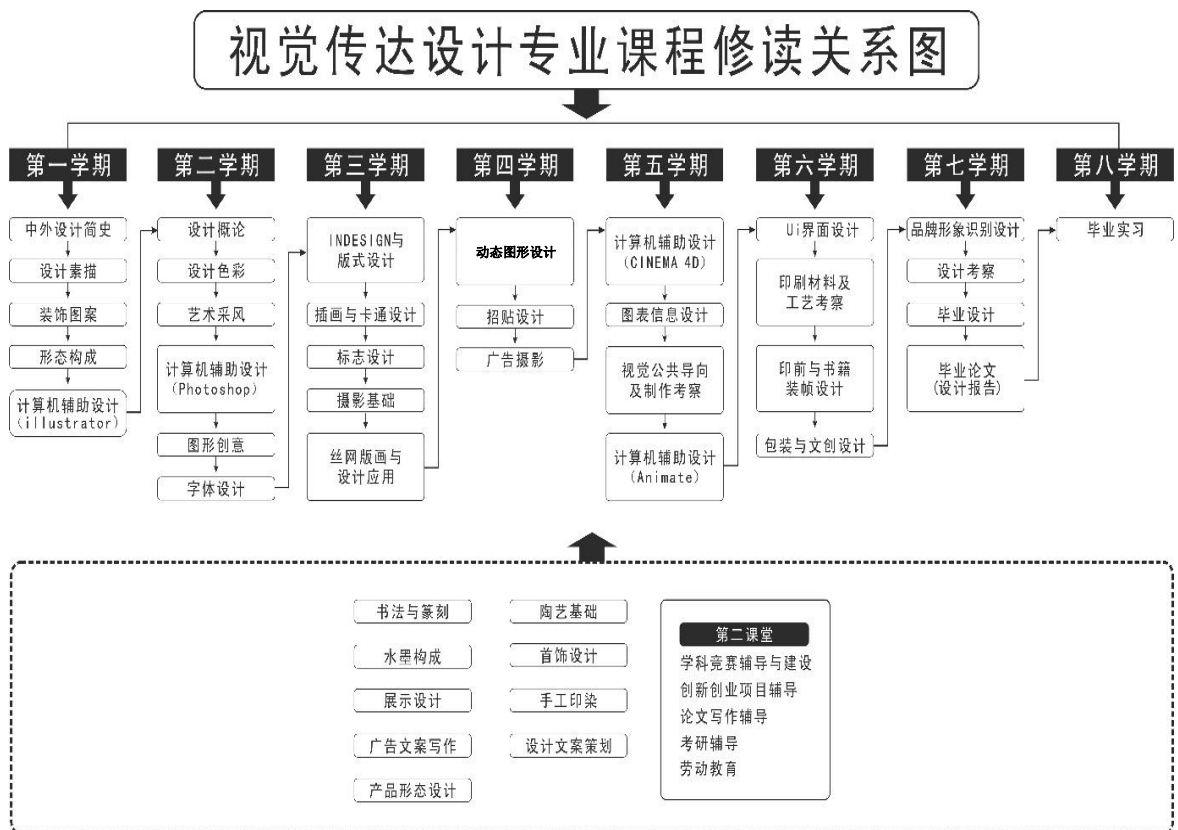 视觉传达设计专业课程修读关系图
第一学期
中外设计简史
设计素描
装饰图案
形态构成
计算机辅助设计
(illustrator)
第二学期
设计概论
设计色彩
艺术采风
计算机辅助设计
(Photoshop)
图形创意
字体设计
第三学期
INDESIGN与
版式设计
插画与卡通设计
标志设计
摄影基础
丝网版画与
设计应用
第四学期
动态图形设计
招贴设计
广告摄影
第五学期
计算机辅助设计
(CINEMA 4D)
图表信息设计
视觉公共导向
及制作考察
计算机辅助设计
(Animate)
第六学期
Ui界面设计
印刷材料及
工艺考察
印前与书籍
装帧设计
包装与文创设计
第七学期
品牌形象识别设计
设计考察
毕业设计
毕业论文
(设计报告)
第八学期
毕业实习
书法与篆刻
水墨构成
展示设计
广告文案写作
产品形态设计
陶艺基础
首饰设计
手工印染
设计文案策划
第二课堂
学科竞赛辅导与建设
创新创业项目辅导
论文写作辅导
考研辅导
劳动教育